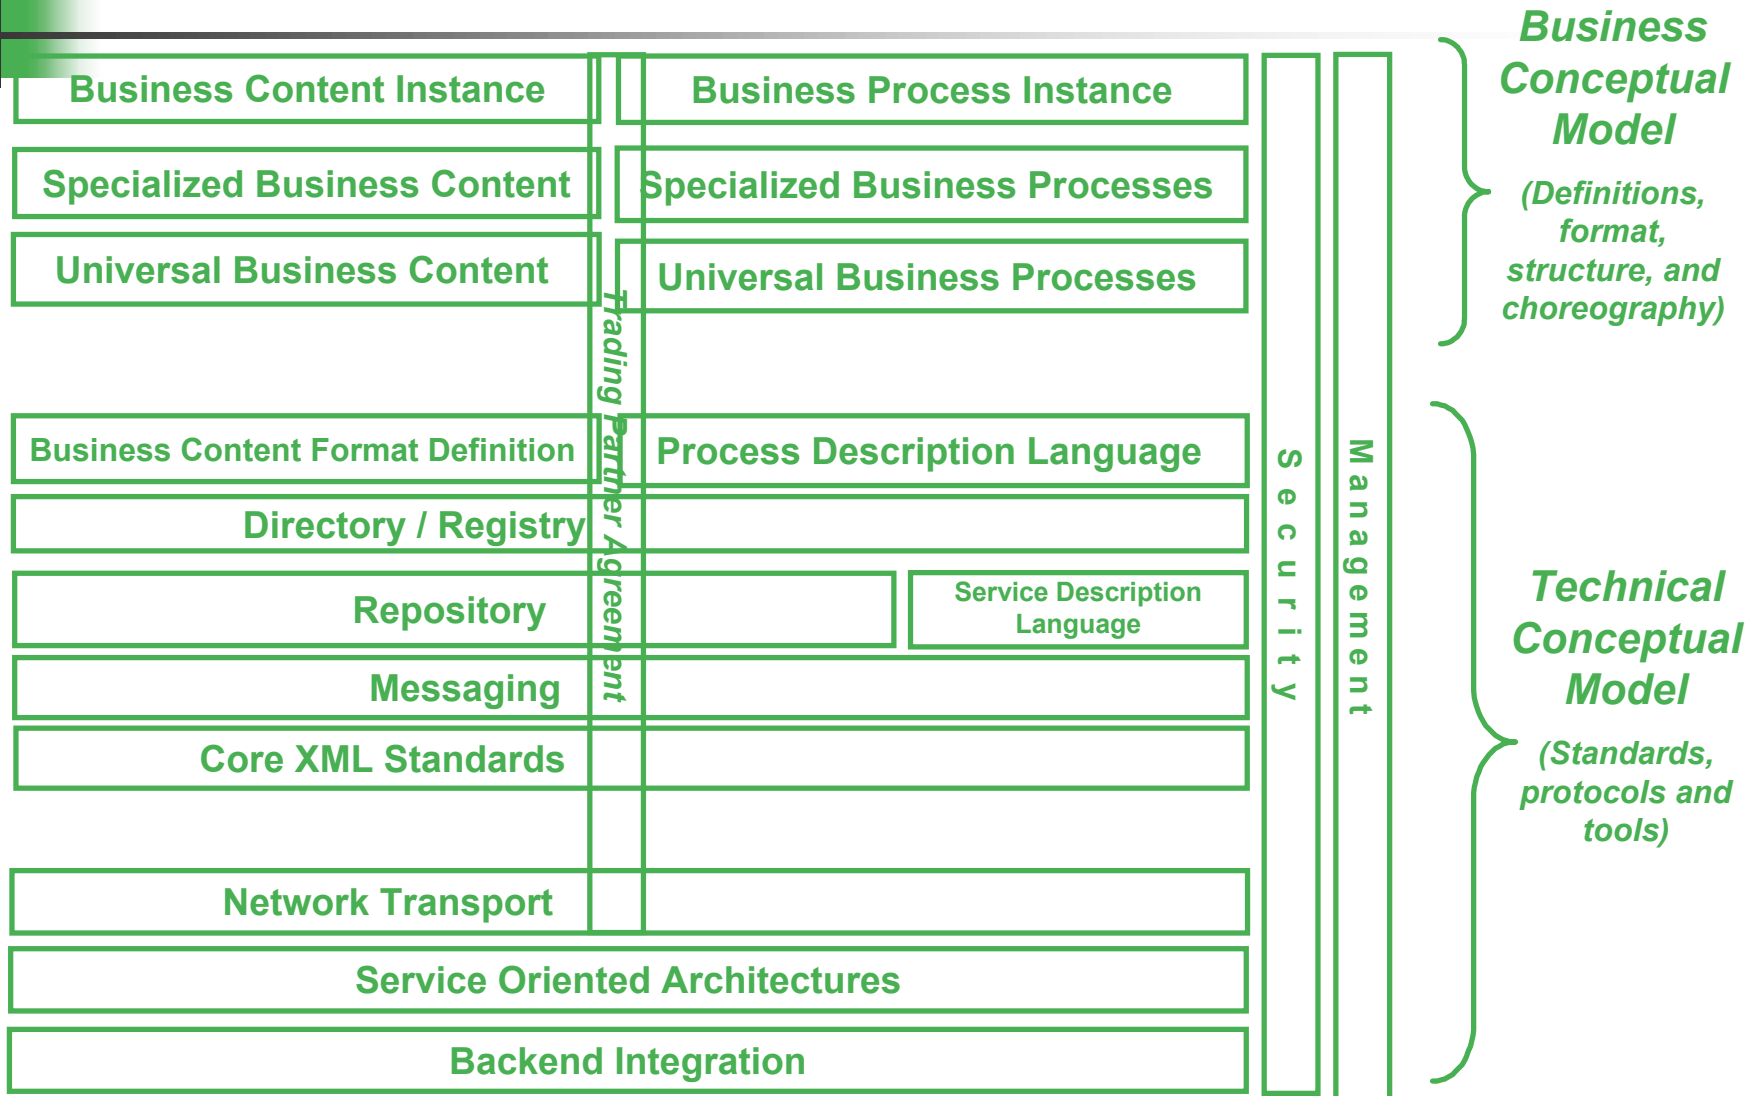 Business Content Instance
Business Process Instance
Specialized Business Content
Specialized Business Processes
Universal Business Content
Universal Business Processes
Trading Partner Agreement
Business Content Format Definition
Process Description Language
Directory / Registry
Repository
Service Description
Language
Messaging
Core XML Standards
Network Transport
Service Oriented Architectures
Backend Integration
Security
Management
Business
Conceptual
Model
(Definitions,
format,
structure, and
choreography)
Technical
Conceptual
Model
(Standards,
protocols and
tools)